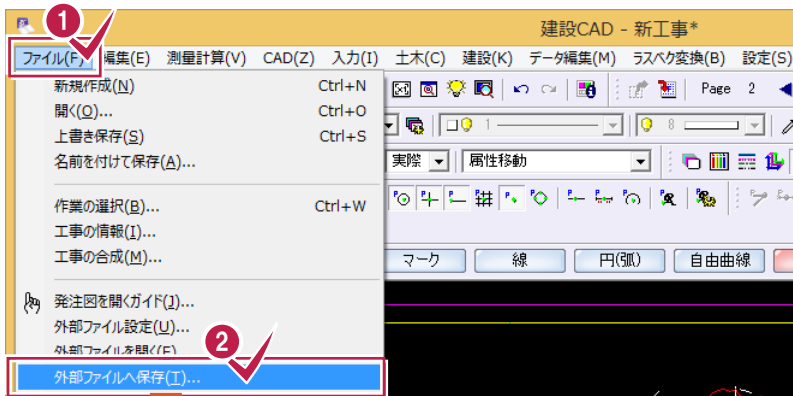 建設CAD - 新工事*
1
ファイル(F) 編集(E) 測量計算(V) CAD(Z) 入力(I) 土木(C) 建設(K) データ編集(M) ラスベク変換(B) 設定(S)
新規作成(N) Ctrl+N
開く(O)... Ctrl+O
上書き保存(S) Ctrl+S
名前を付けて保存(A)...
作業の選択(B)... Ctrl+W
工事の情報(I)...
工事の合成(M)...
発注図を開くガイド(J)...
外部ファイル設定(U)...
外部ファイルを開く(F)
2
外部ファイルへ保存(T)...
Page 2
1
8
実際 属性移動
マーク 線 円(弧) 自由曲線